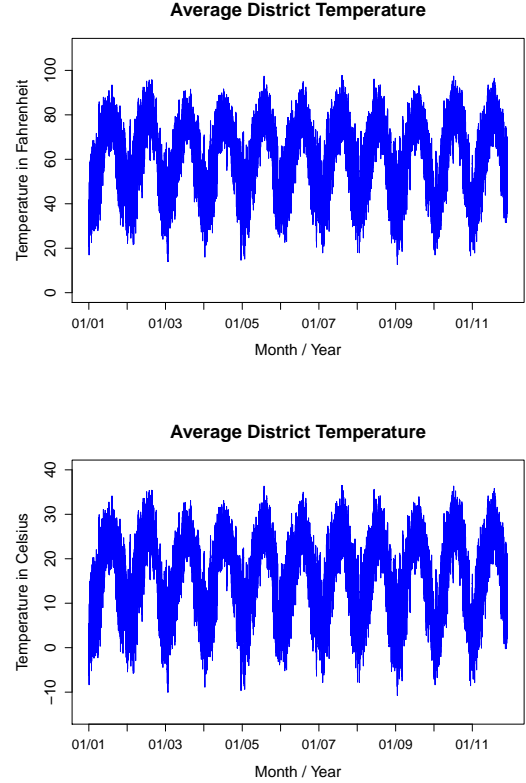 Average District Temperature
Temperature in Fahrenheit
100
80
60
40
20
0
01/01 01/03 01/05 01/07 01/09 01/11
Month / Year
Average District Temperature
Temperature in Celsius
40
30
20
10
0
−10
01/01 01/03 01/05 01/07 01/09 01/11
Month / Year